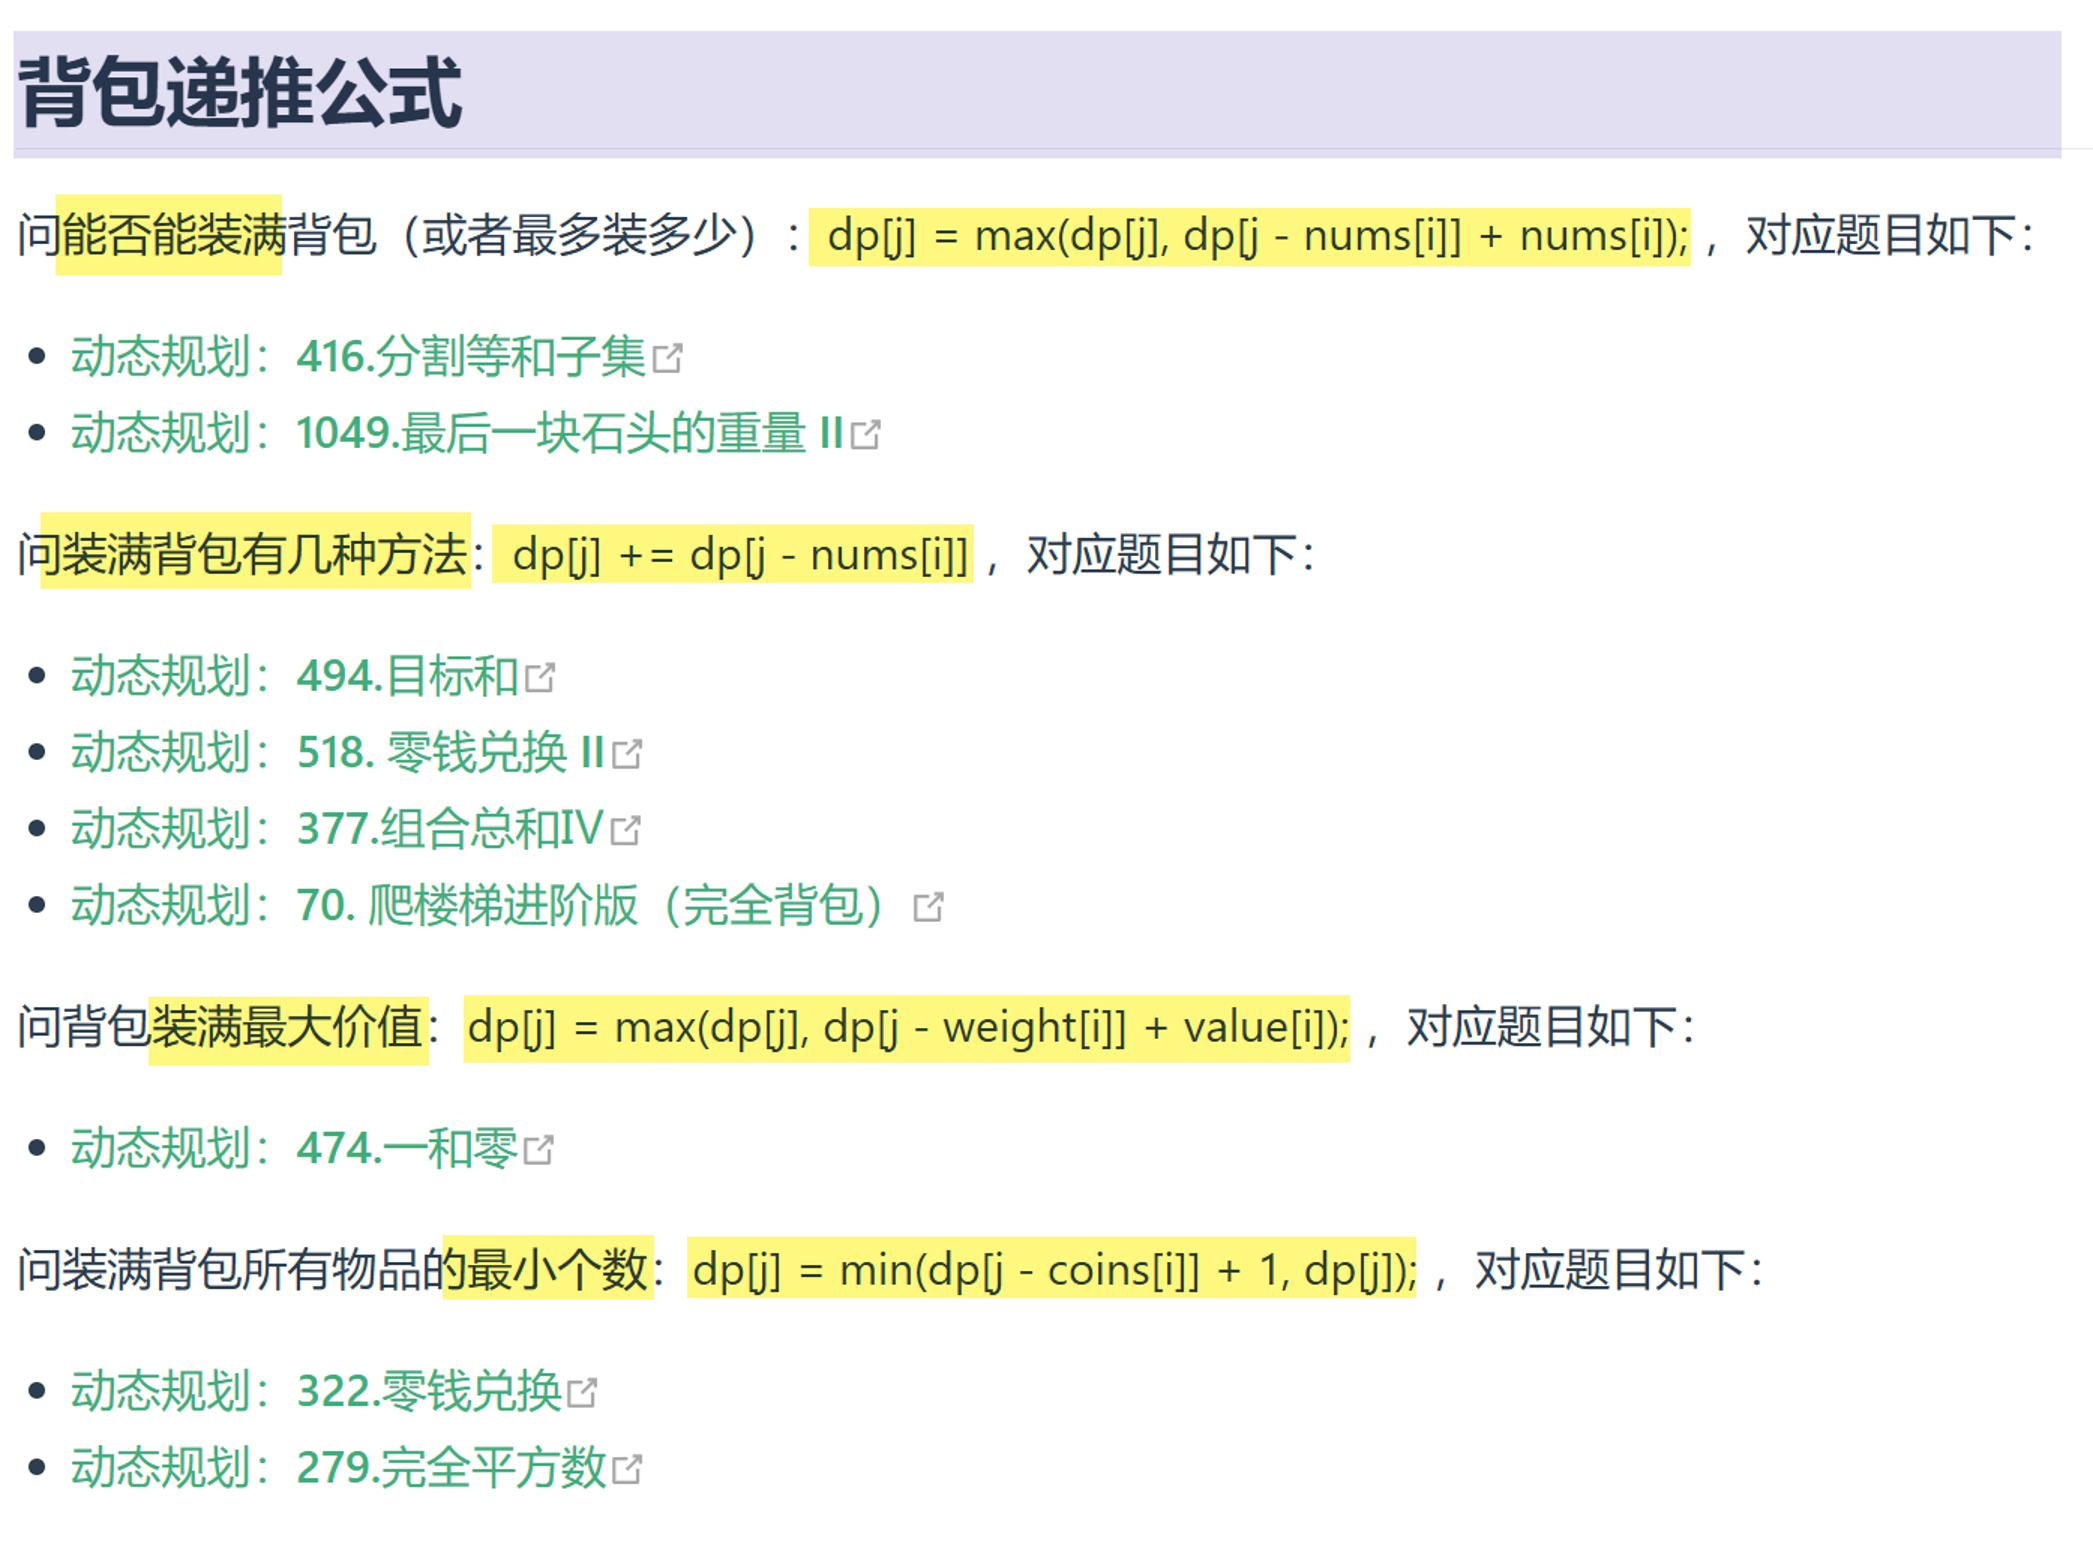 背包递推公式
问能否能装满背包（或者最多装多少）：dp[j] = max(dp[j], dp[j - nums[i]] + nums[i]); ，对应题目如下：
动态规划：416.分割等和子集
动态规划：1049.最后一块石头的重量 II
问装满背包有几种方法：dp[j] += dp[j - nums[i]] ，对应题目如下：
动态规划：494.目标和
动态规划：518. 零钱兑换 II
动态规划：377.组合总和Ⅳ
动态规划：70. 爬楼梯进阶版（完全背包）
问背包装满最大价值：dp[j] = max(dp[j], dp[j - weight[i]] + value[i]); ，对应题目如下：
动态规划：474.一和零
问装满背包所有物品的最小个数：dp[j] = min(dp[j - coins[i]] + 1, dp[j]); ，对应题目如下：
动态规划：322.零钱兑换
动态规划：279.完全平方数